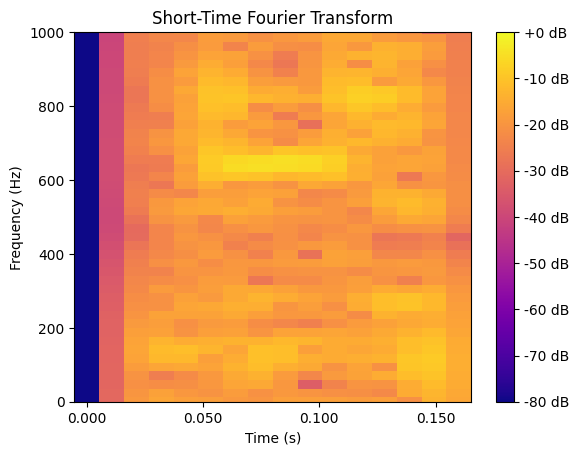 Short-Time Fourier Transform
Frequency (Hz)
1000
800
600
400
200
0
0.000
0.050
0.100
0.150
Time (s)
+0 dB
-10 dB
-20 dB
-30 dB
-40 dB
-50 dB
-60 dB
-70 dB
-80 dB